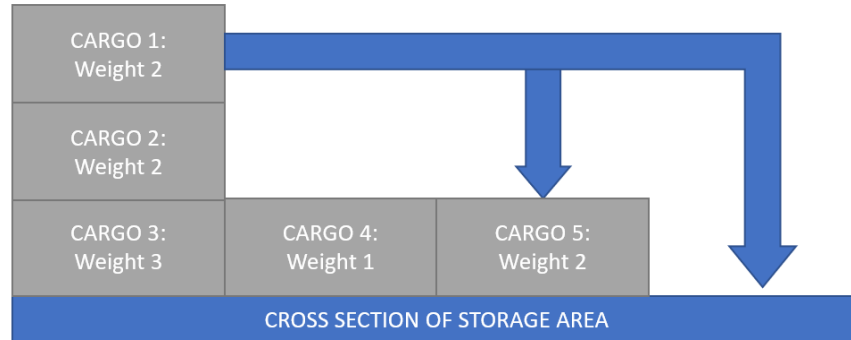 CARGO 1:
Weight 2
CARGO 2:
Weight 2
CARGO 3:
Weight 3
CARGO 4:
Weight 1
CARGO 5:
Weight 2
CROSS SECTION OF STORAGE AREA